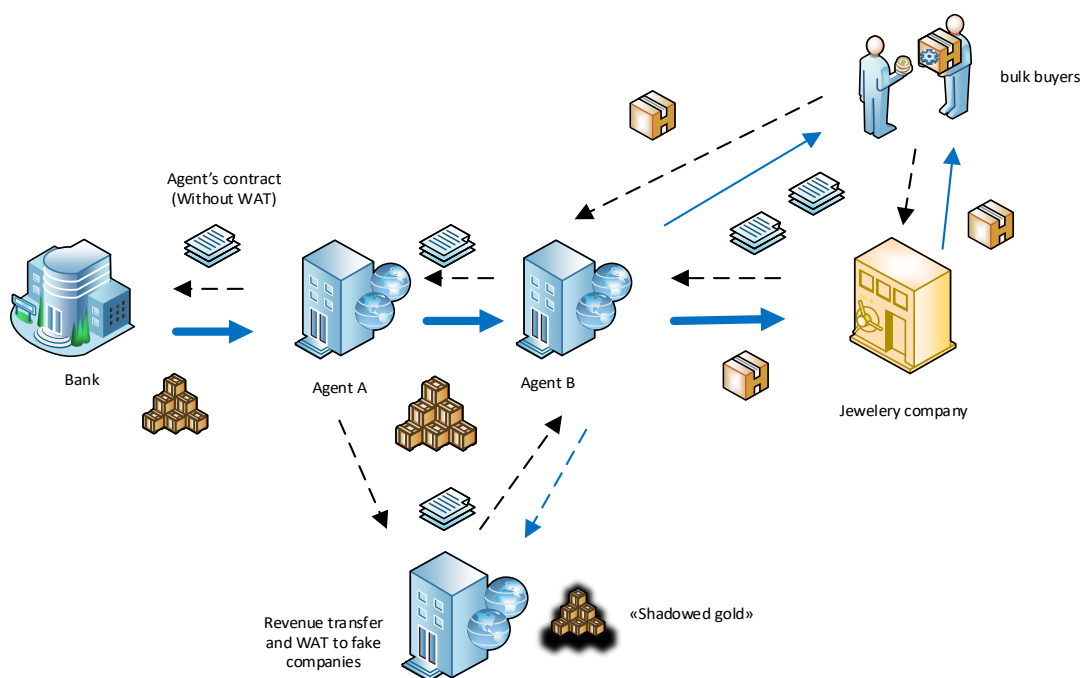 bulk buyers
Agent’s contract
(Without WAT)
Bank
Agent A
Agent B
Jewelery company
Revenue transfer
and WAT to fake
companies
«Shadowed gold»